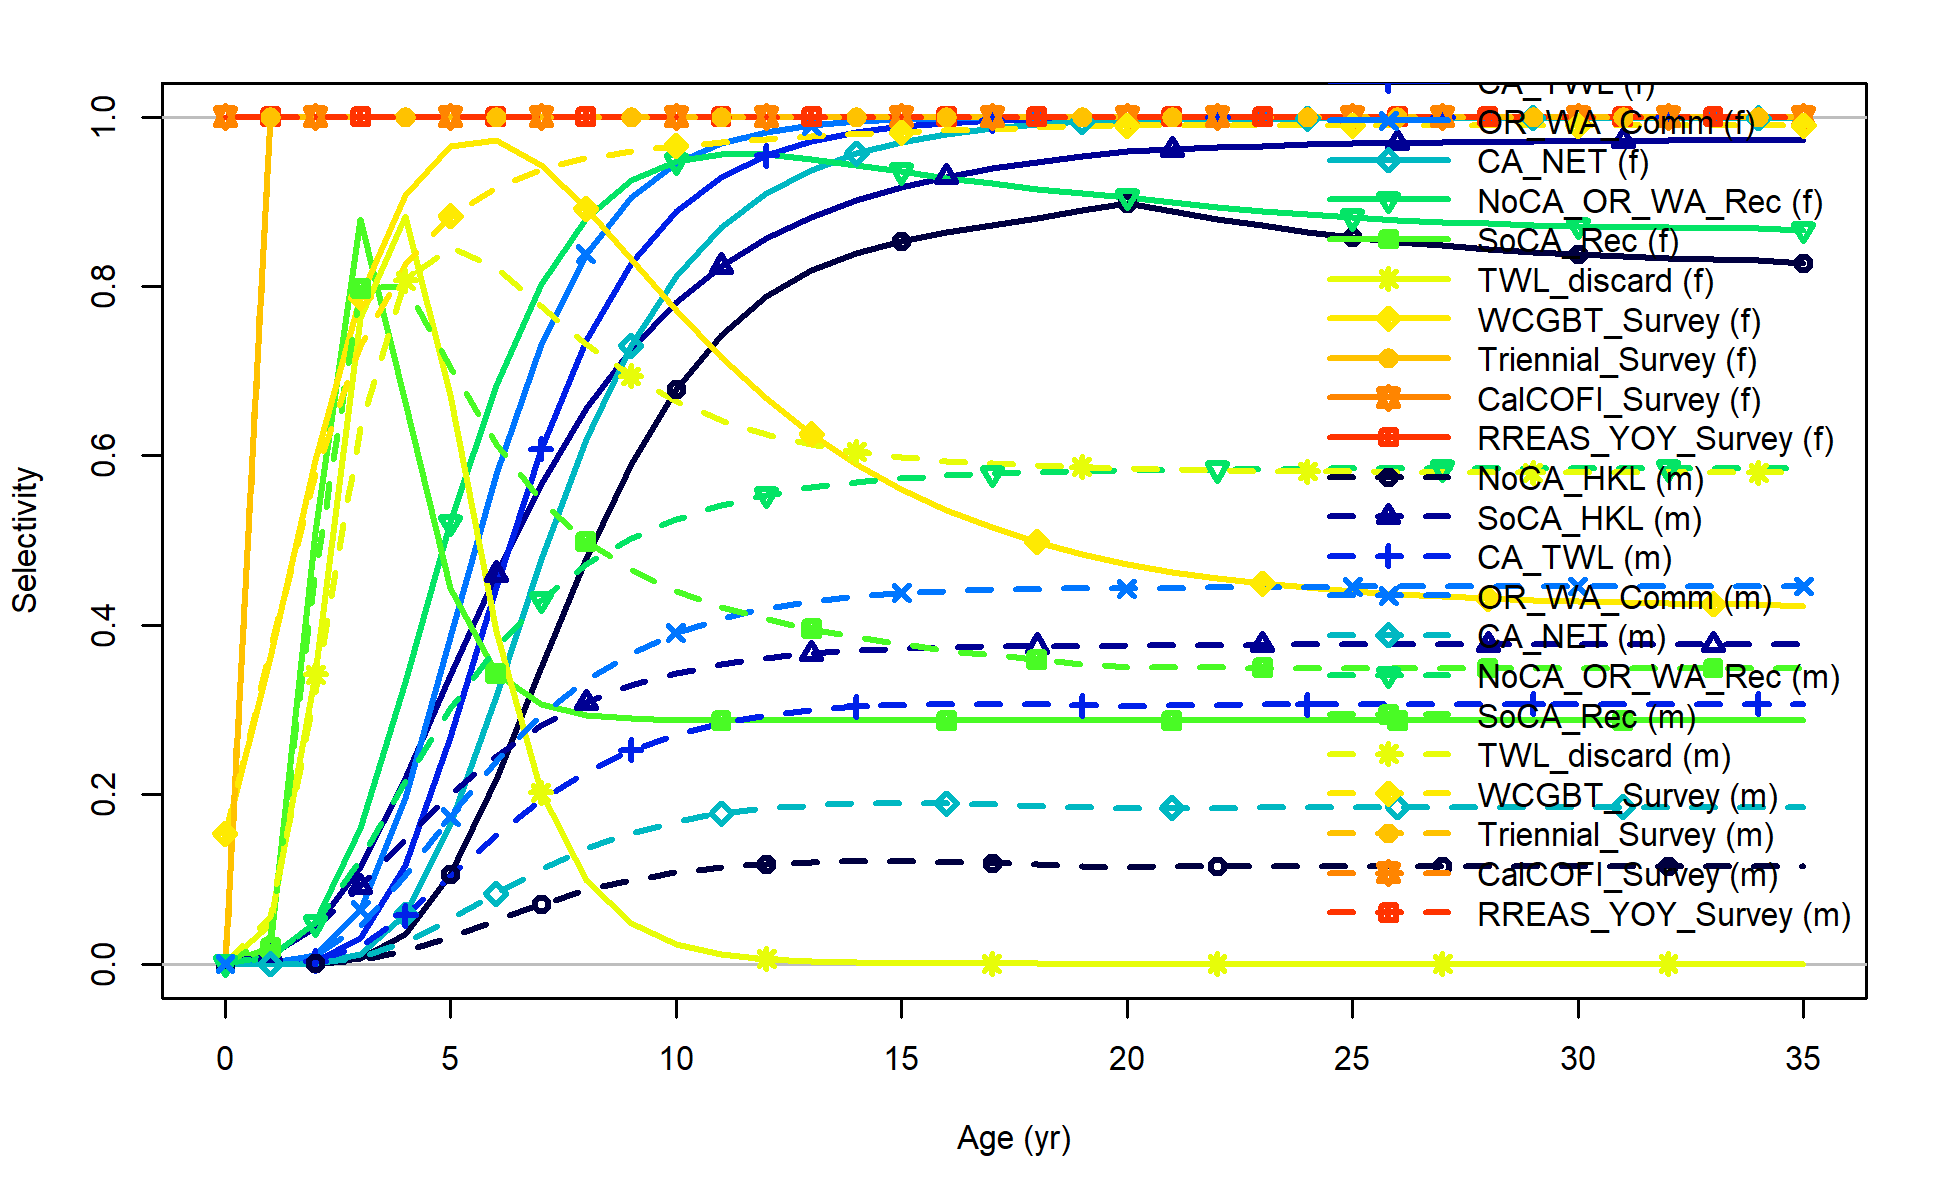 CA_TWL (f)
OR_WA_Comm (f)
CA_NET (f)
NoCA_OR_WA_Rec (f)
SoCA_Rec (f)
TWL_discard (f)
WCGBT_Survey (f)
Triennial_Survey (f)
CalCOFI_Survey (f)
RREAS_YOY_Survey (f)
NoCA_HKL (m)
SoCA_HKL (m)
CA_TWL (m)
OR_WA_Comm (m)
CA_NET (m)
NoCA_OR_WA_Rec (m)
SoCA_Rec (m)
TWL_discard (m)
WCGBT_Survey (m)
Triennial_Survey (m)
CalCOFI_Survey (m)
RREAS_YOY_Survey (m)
Selectivity
1.0
0.8
0.6
0.4
0.2
0.0
0 5 10 15 20 25 30 35
Age (yr)